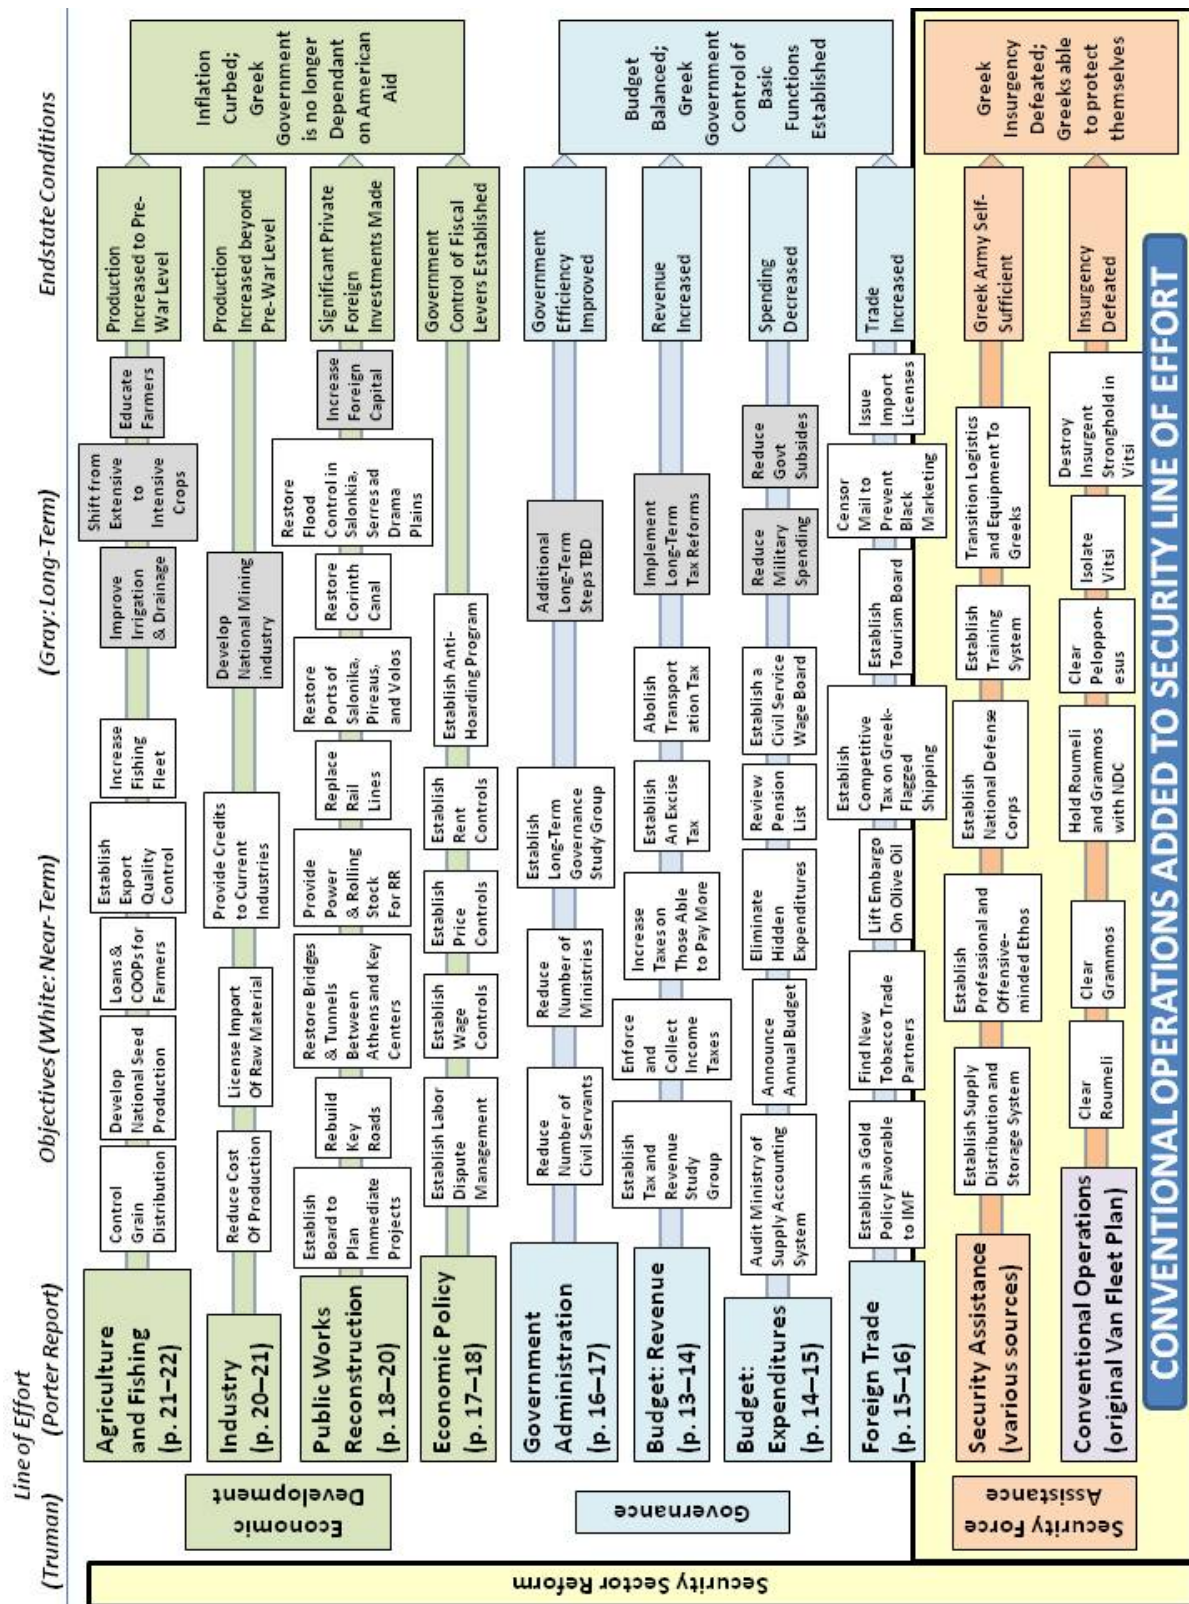 Line of Effort
(Truman)
(Porter Report)
Objectives (White: Near-Term)
(Gray: Long-Term)
Endstate Conditions
Security Sector Reform
Economic
Development
Agriculture
and Fishing
(p. 21–22)
Control
Grain
Distribution
Develop
National Seed
Production
Loans &
COOPs for
Farmers
Establish
Export
Quality
Control
Increase
Fishing
Fleet
Improve
Irrigation
& Drainage
Shift from
Extensive
to
Intensive
Crops
Educate
Farmers
Production
Increased to Pre-
War Level
Industry
(p. 20–21)
Reduce Cost
Of Production
License Import
Of Raw Material
Provide Credits
to Current
Industries
Develop
National Mining
industry
Production
Increased beyond
Pre-War Level
Public Works
Reconstruction
(p. 18–20)
Establish
Board to
Plan
Immediate
Projects
Rebuild
Key
Roads
Restore Bridges
& Tunnels
Between
Athens and Key
Centers
Provide
Power
& Rolling
Stock
For RR
Replace
Rail
Lines
Restore
Ports of
Salonika,
Pireaus,
and Volos
Restore
Corinth
Canal
Restore
Flood
Control in
Salonkia,
Serres ad
Drama
Plains
Increase
Foreign
Capital
Significant Private
Foreign
Investments Made
Economic Policy
(p. 17–18)
Establish Labor
Dispute
Management
Establish
Wage
Controls
Establish
Price
Controls
Establish
Rent
Controls
Establish Anti-
Hoarding Program
Government
Control of Fiscal
Levers Established
Inflation
Curbed;
Greek
Government
is no longer
Dependant
on American
Aid
Governance
Government
Administration
(p. 16–17)
Reduce
Number of
Civil Servants
Reduce
Number of
Ministries
Establish
Long-Term
Governance
Study Group
Additional
Long-Term
Steps TBD
Government
Efficiency
Improved
Budget: Revenue
(p. 13–14)
Establish
Tax and
Revenue
Study
Group
Enforce
and
Collect
Income
Taxes
Increase
Taxes on
Those Able
to Pay More
Establish
An Excise
Tax
Abolish
Transport
ation Tax
Implement
Long-Term
Tax Reforms
Revenue
Increased
Budget:
Expenditures
(p. 14–15)
Audit Ministry of
Supply Accounting
System
Announce
Annual Budget
Eliminate
Hidden
Expenditures
Review
Pension
List
Establish a
Civil Service
Wage Board
Reduce
Military
Spending
Reduce
Govt
Subsides
Spending
Decreased
Foreign Trade
(p. 15–16)
Establish a Gold
Policy Favorable
to IMF
Find New
Tobacco Trade
Partners
Lift Embargo
On Olive Oil
Establish
Competitive
Tax on Greek-
Flagged
Shipping
Establish
Tourism Board
Censor
Mail to
Prevent
Black
Marketing
Issue
Import
Licenses
Trade
Increased
Budget
Balanced;
Greek
Government
Control of
Basic
Functions
Established
Security Force
Assistance
Security Assistance
(various sources)
Establish Supply
Distribution and
Storage System
Establish
Professional and
Offensive-
minded Ethos
Establish
National Defense
Corps
Establish
Training
System
Transition Logistics
and Equipment To
Greeks
Greek Army Self-
Sufficient
Conventional Operations
(original Van Fleet Plan)
Clear
Roumeli
Clear
Grammos
Hold Roumeli
and Grammos
with NDC
Clear
Peloppon-
esus
Isolate
Vitsi
Destroy
Insurgent
Stronghold in
Vitsi
Insurgency
Defeated
Greek
Insurgency
Defeated;
Greeks able
to protect
themselves
CONVENTIONAL OPERATIONS ADDED TO SECURITY LINE OF EFFORT